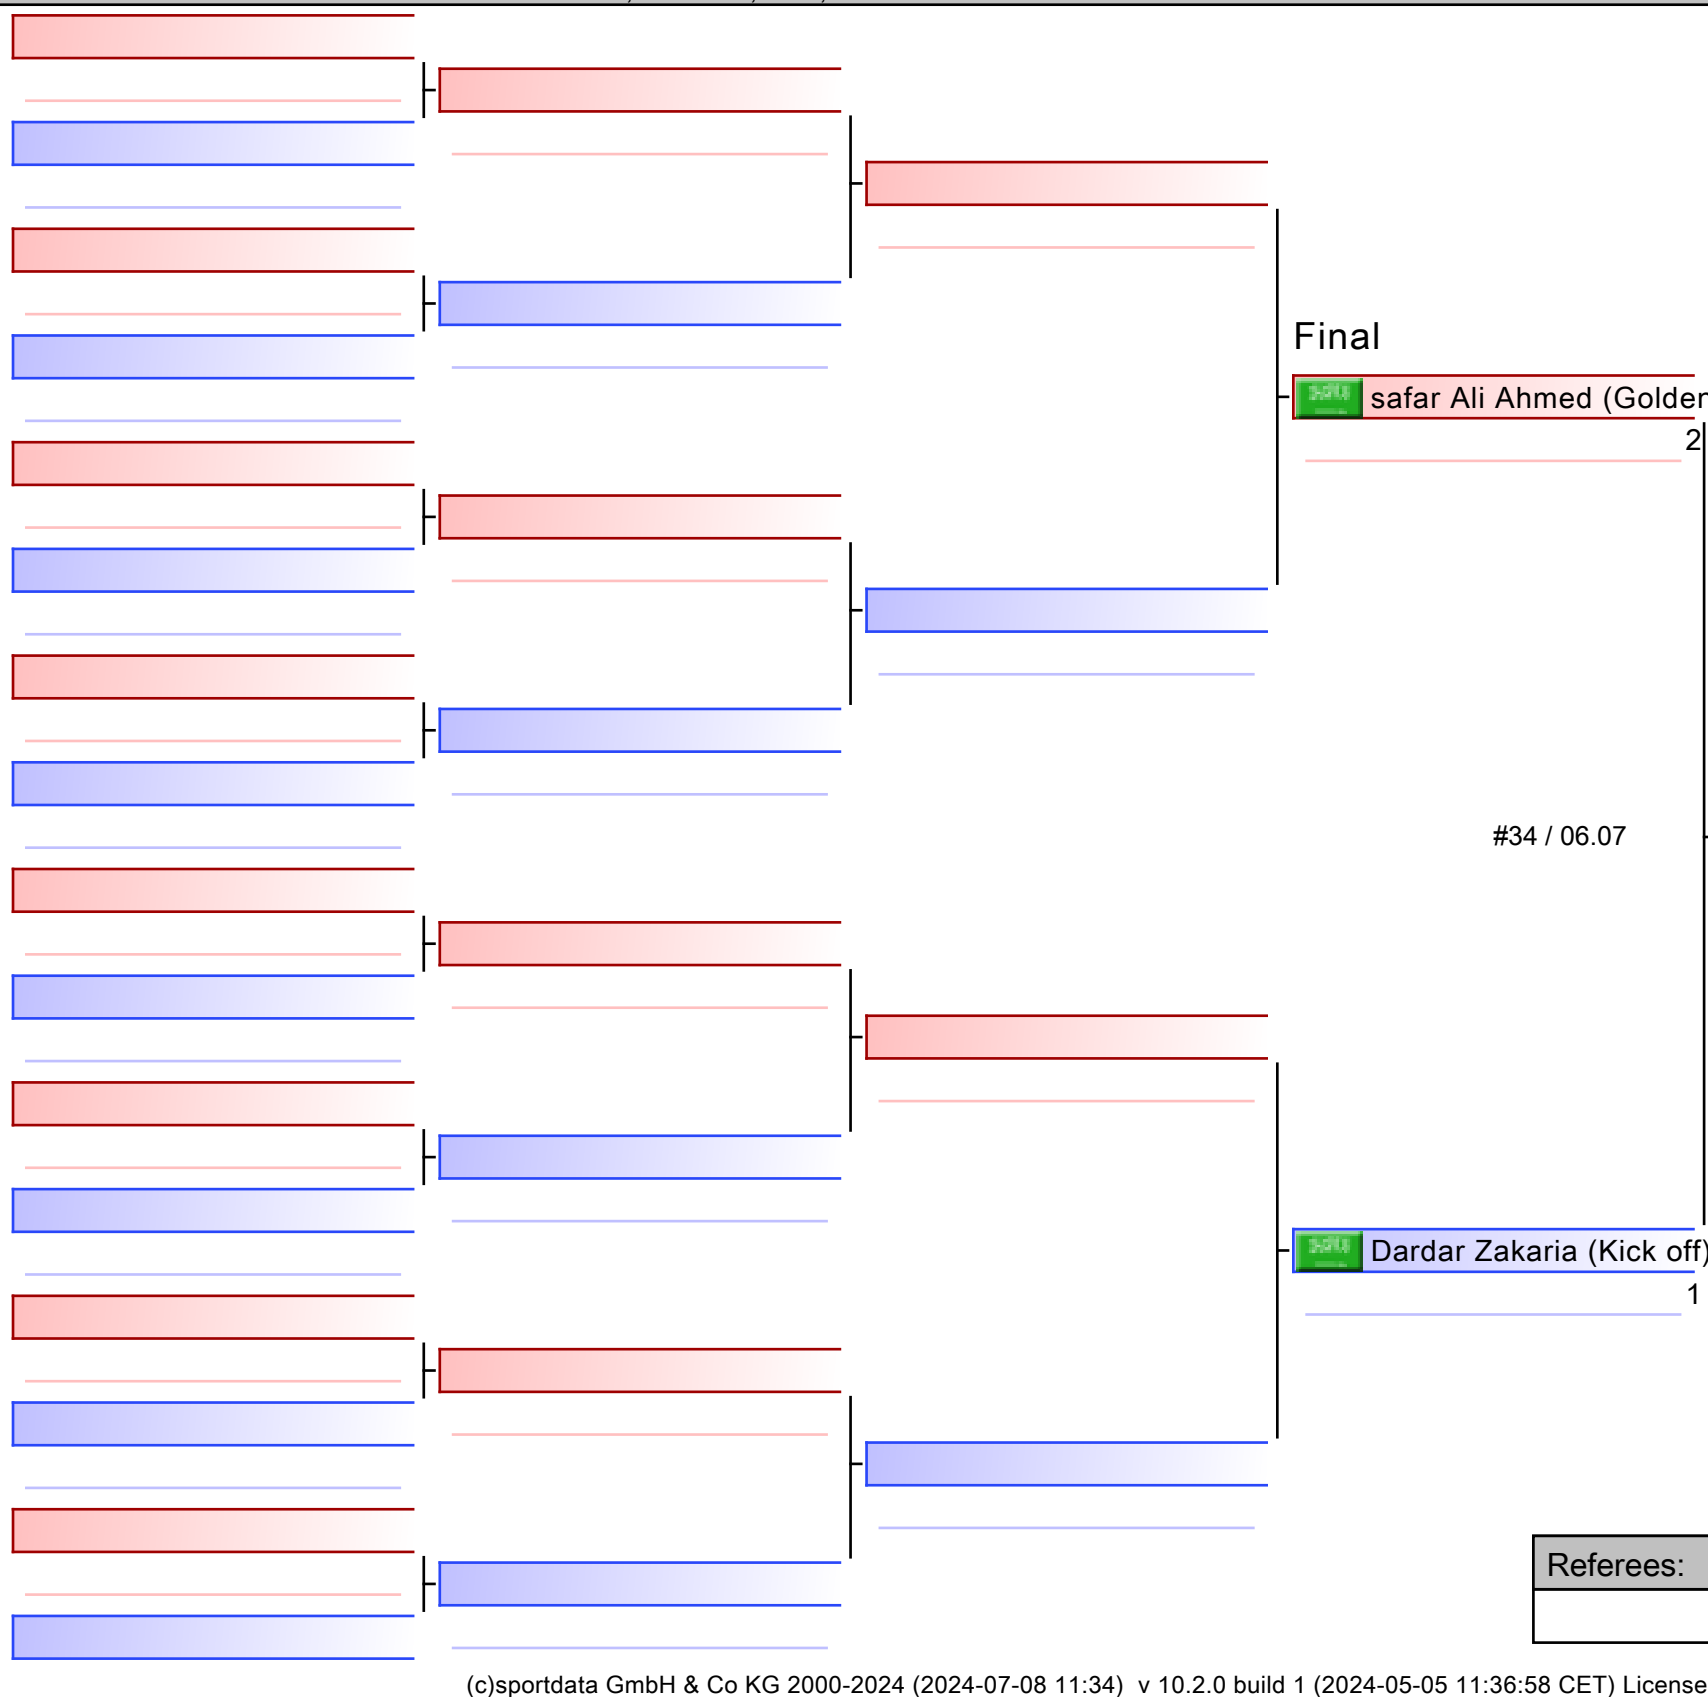 Final
safar Ali Ahmed (Golden
2
#34 / 06.07
Dardar Zakaria (Kick off)
1
Referees:
(c)sportdata GmbH & Co KG 2000-2024 (2024-07-08 11:34) v 10.2.0 build 1 (2024-05-05 11:36:58 CET) License